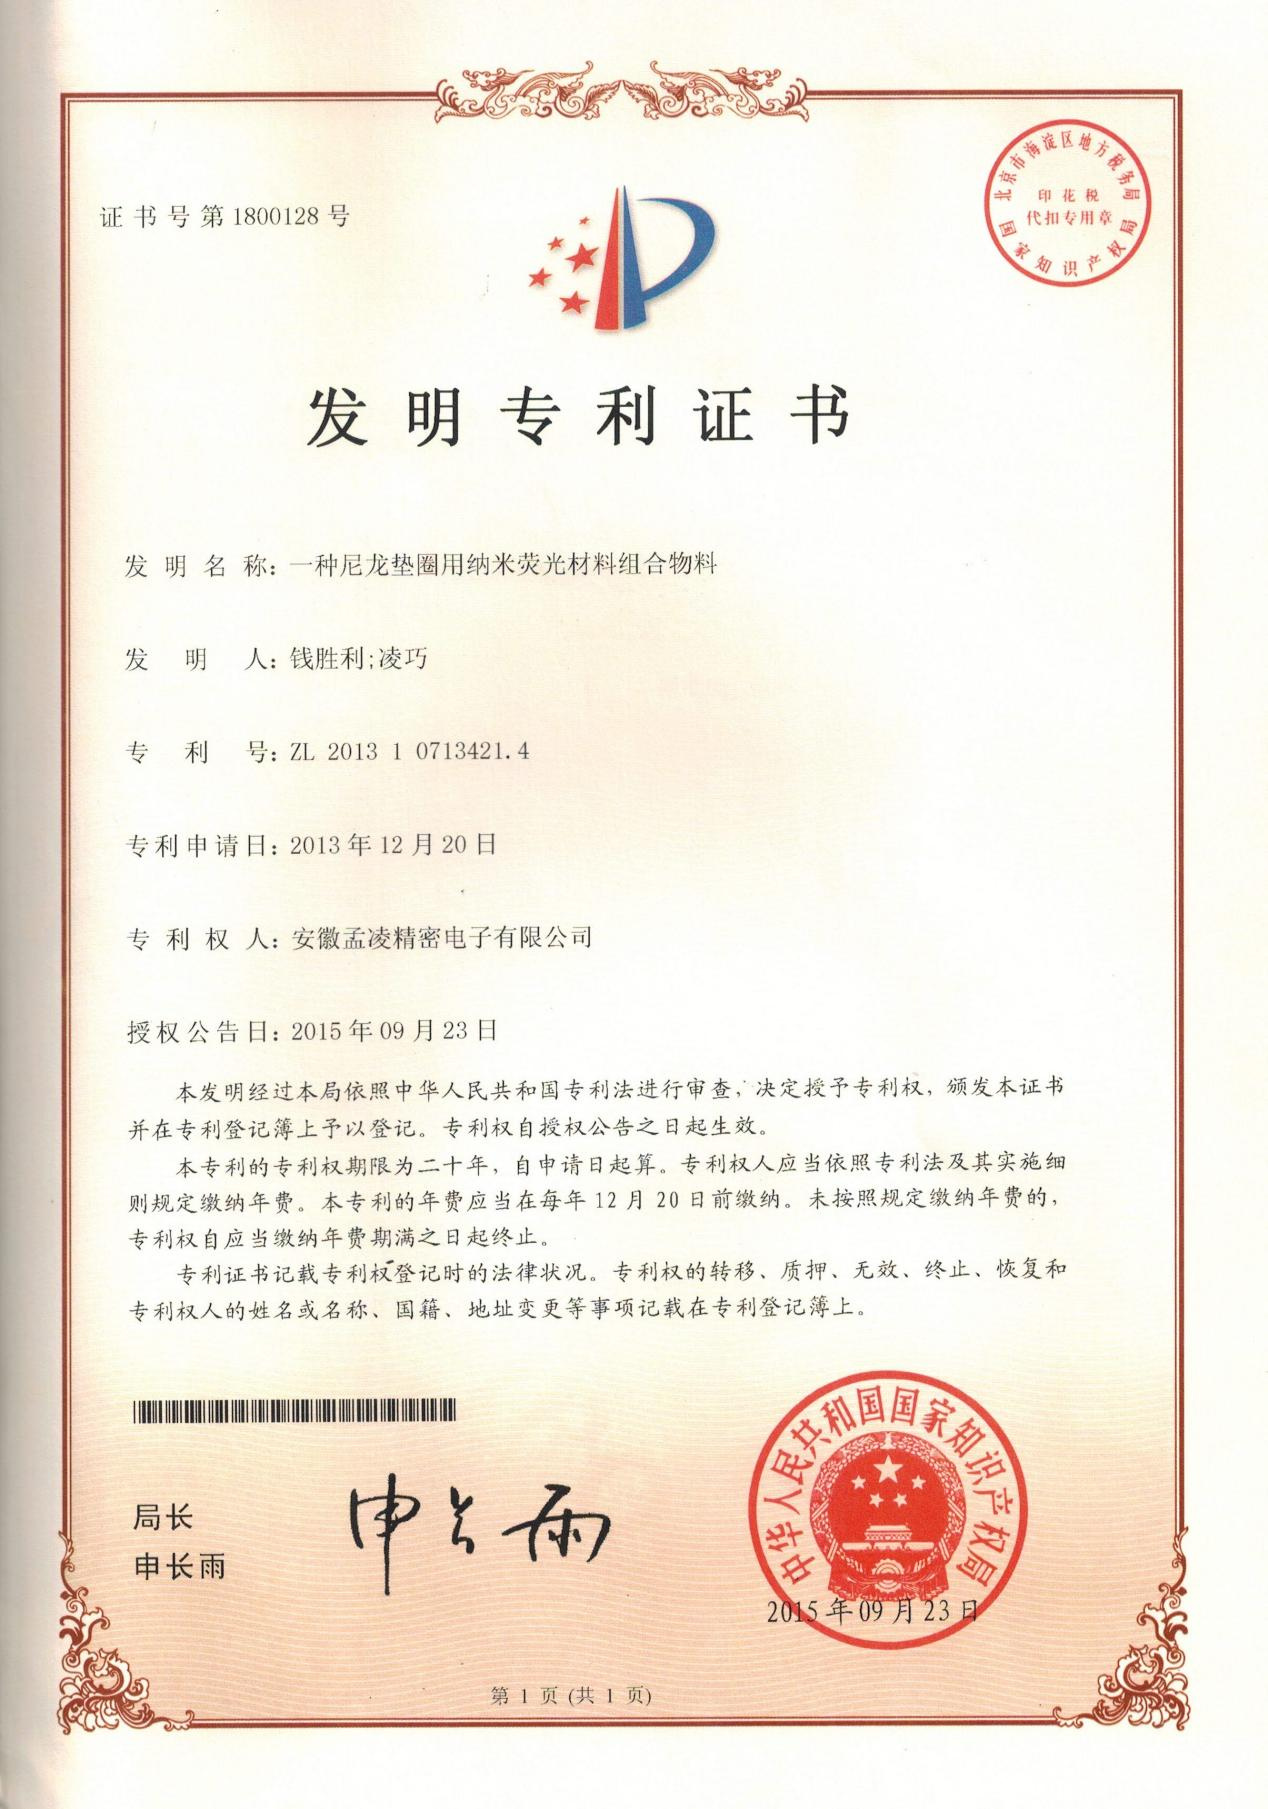 证书号第1800128号
北京市海淀区地方税务局
印花税
代扣专用章
国家知识产权局
发明专利证书
发明名称：一种尼龙垫圈用纳米荧光材料组合物料
发明人：钱胜利;凌巧
专利号：ZL 2013 1 0713421.4
专利申请日：2013年12月20日
专利权人：安徽孟凌精密电子有限公司
授权公告日：2015年09月23日
本发明经过本局依照中华人民共和国专利法进行审查，决定授予专利权，颁发本证书
并在专利登记簿上予以登记。专利权自授权公告之日起生效。
本专利的专利权期限为二十年，自申请日起算。专利权人应当依照专利法及其实施细
则规定缴纳年费。本专利的年费应当在每年12月20日前缴纳。未按照规定缴纳年费的，
专利权自应当缴纳年费期满之日起终止。
专利证书记载专利权登记时的法律状况。专利权的转移、质押、无效、终止、恢复和
专利权人的姓名或名称、国籍、地址变更等事项记载在专利登记簿上。
局长
申长雨
申长雨
中华人民共和国国家知识产权局
2015年09月23日
第1页(共1页)